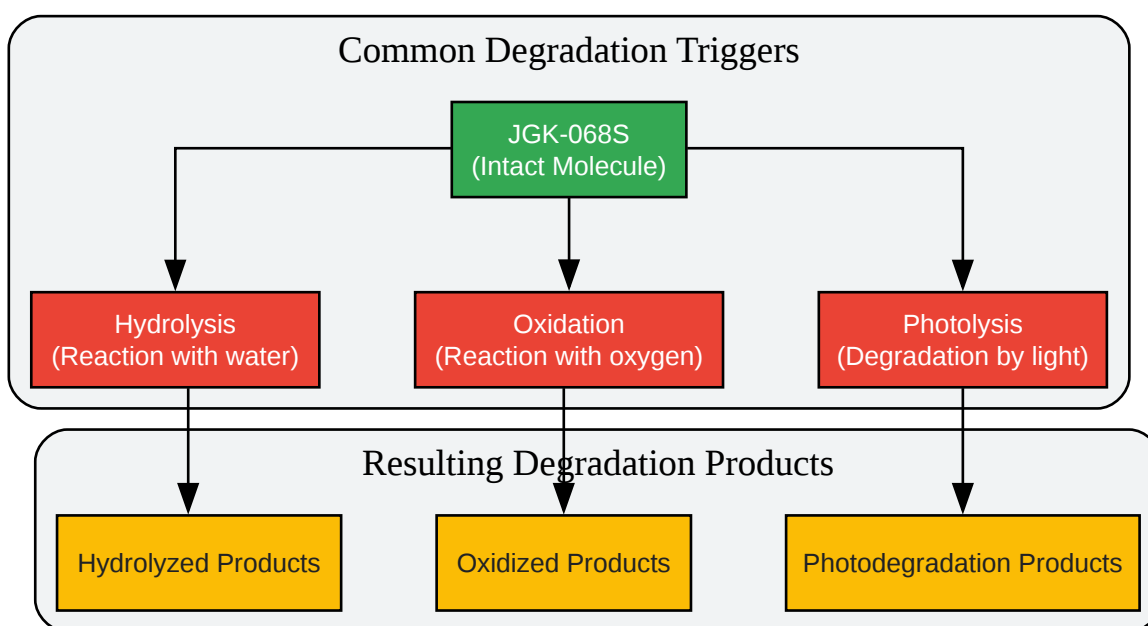 Common Degradation Triggers
JGK-068S
(Intact Molecule)
Hydrolysis
(Reaction with water)
Oxidation
(Reaction with oxygen)
Photolysis
(Degradation by light)
Resulting Degradation Products
Hydrolyzed Products
Oxidized Products
Photodegradation Products